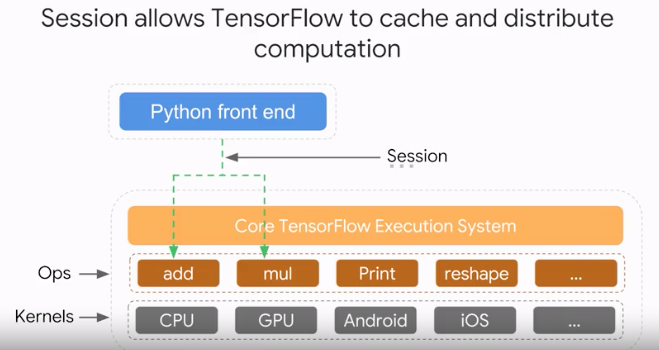 Session allows TensorFlow to cache and distribute
computation
Python front end
Session
Core TensorFlow Execution System
Ops
add
mul
Print
reshape
...
Kernels
CPU
GPU
Android
iOS
...